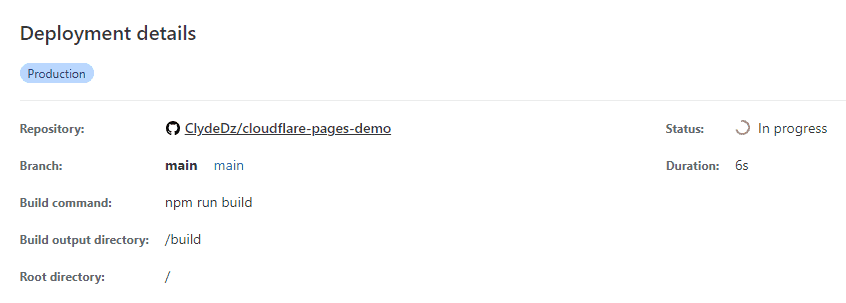 Deployment details
Production
Repository: ClydeDz/cloudflare-pages-demo Status: In progress
Branch: main main Duration: 6s
Build command: npm run build
Build output directory: /build
Root directory: /